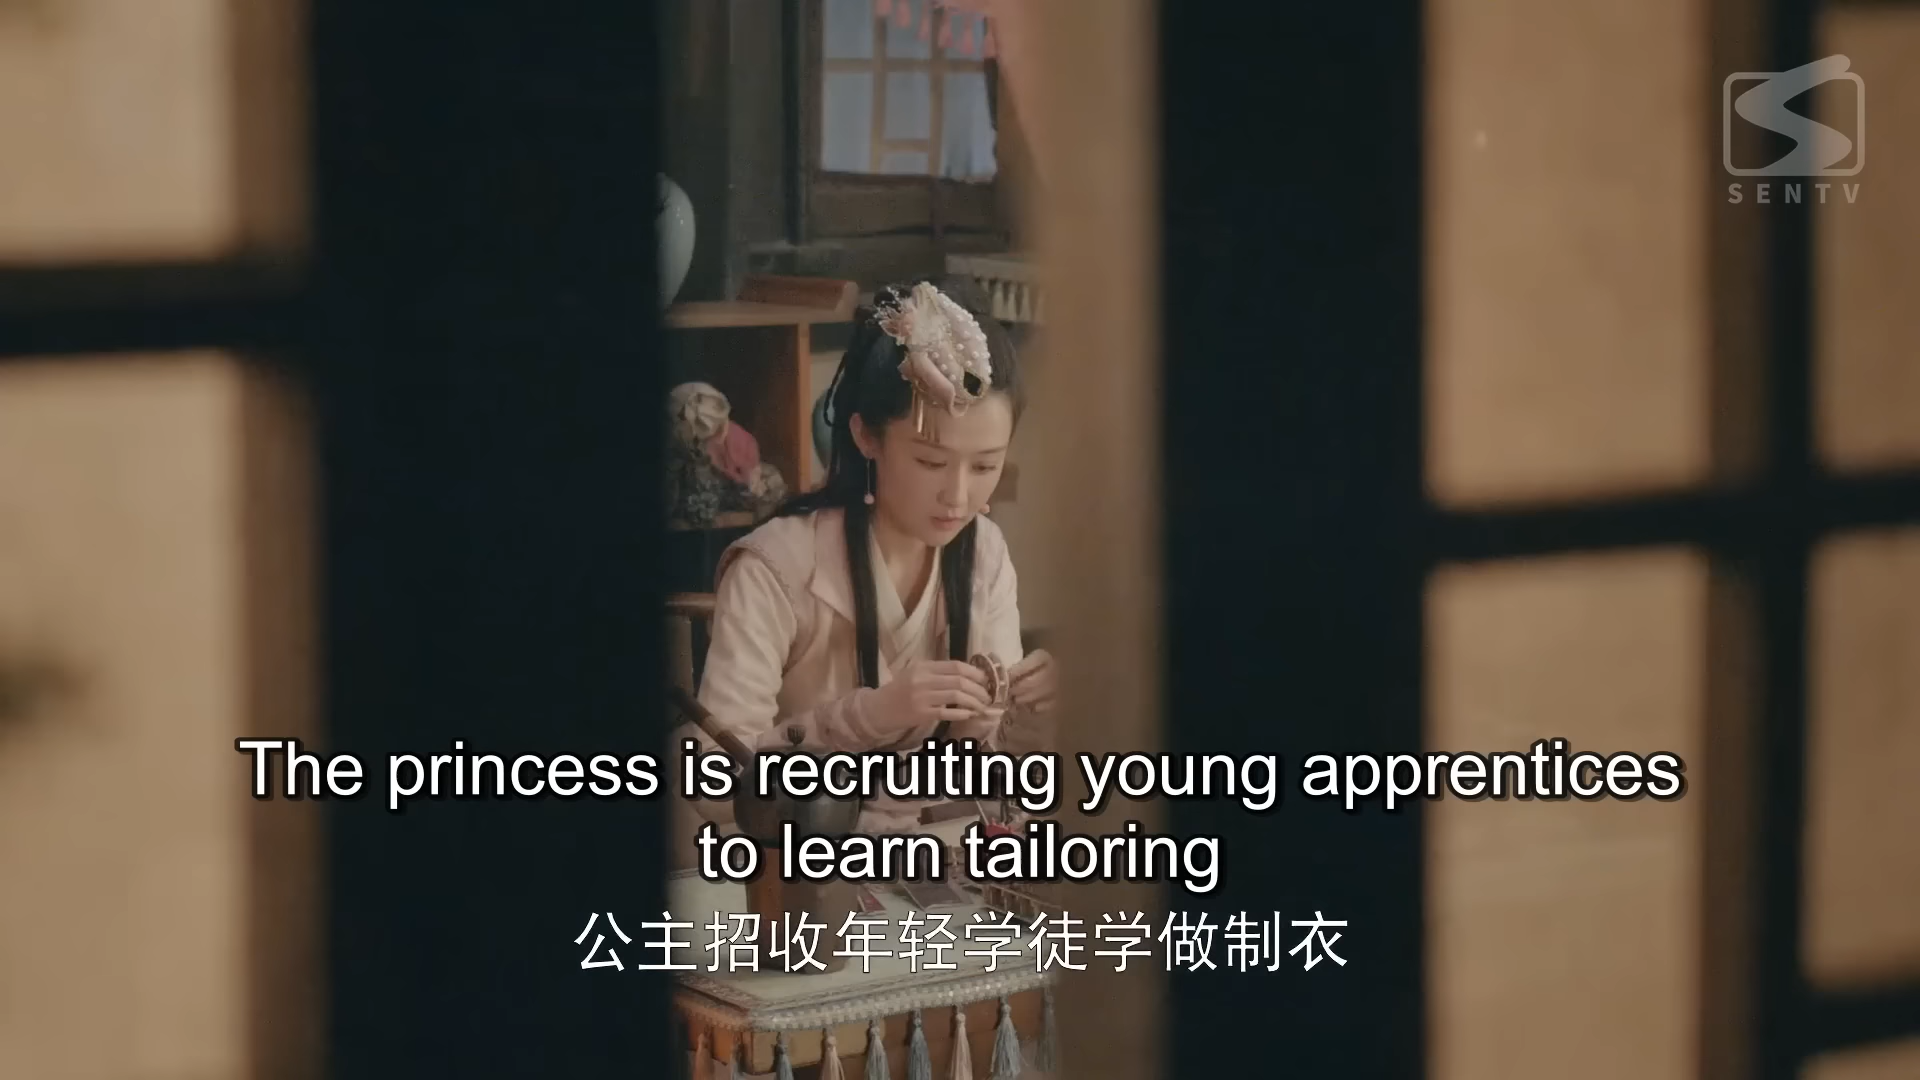 SENTV
The princess is recruiting young apprentices
to learn tailoring
公主招收年轻学徒学做制衣